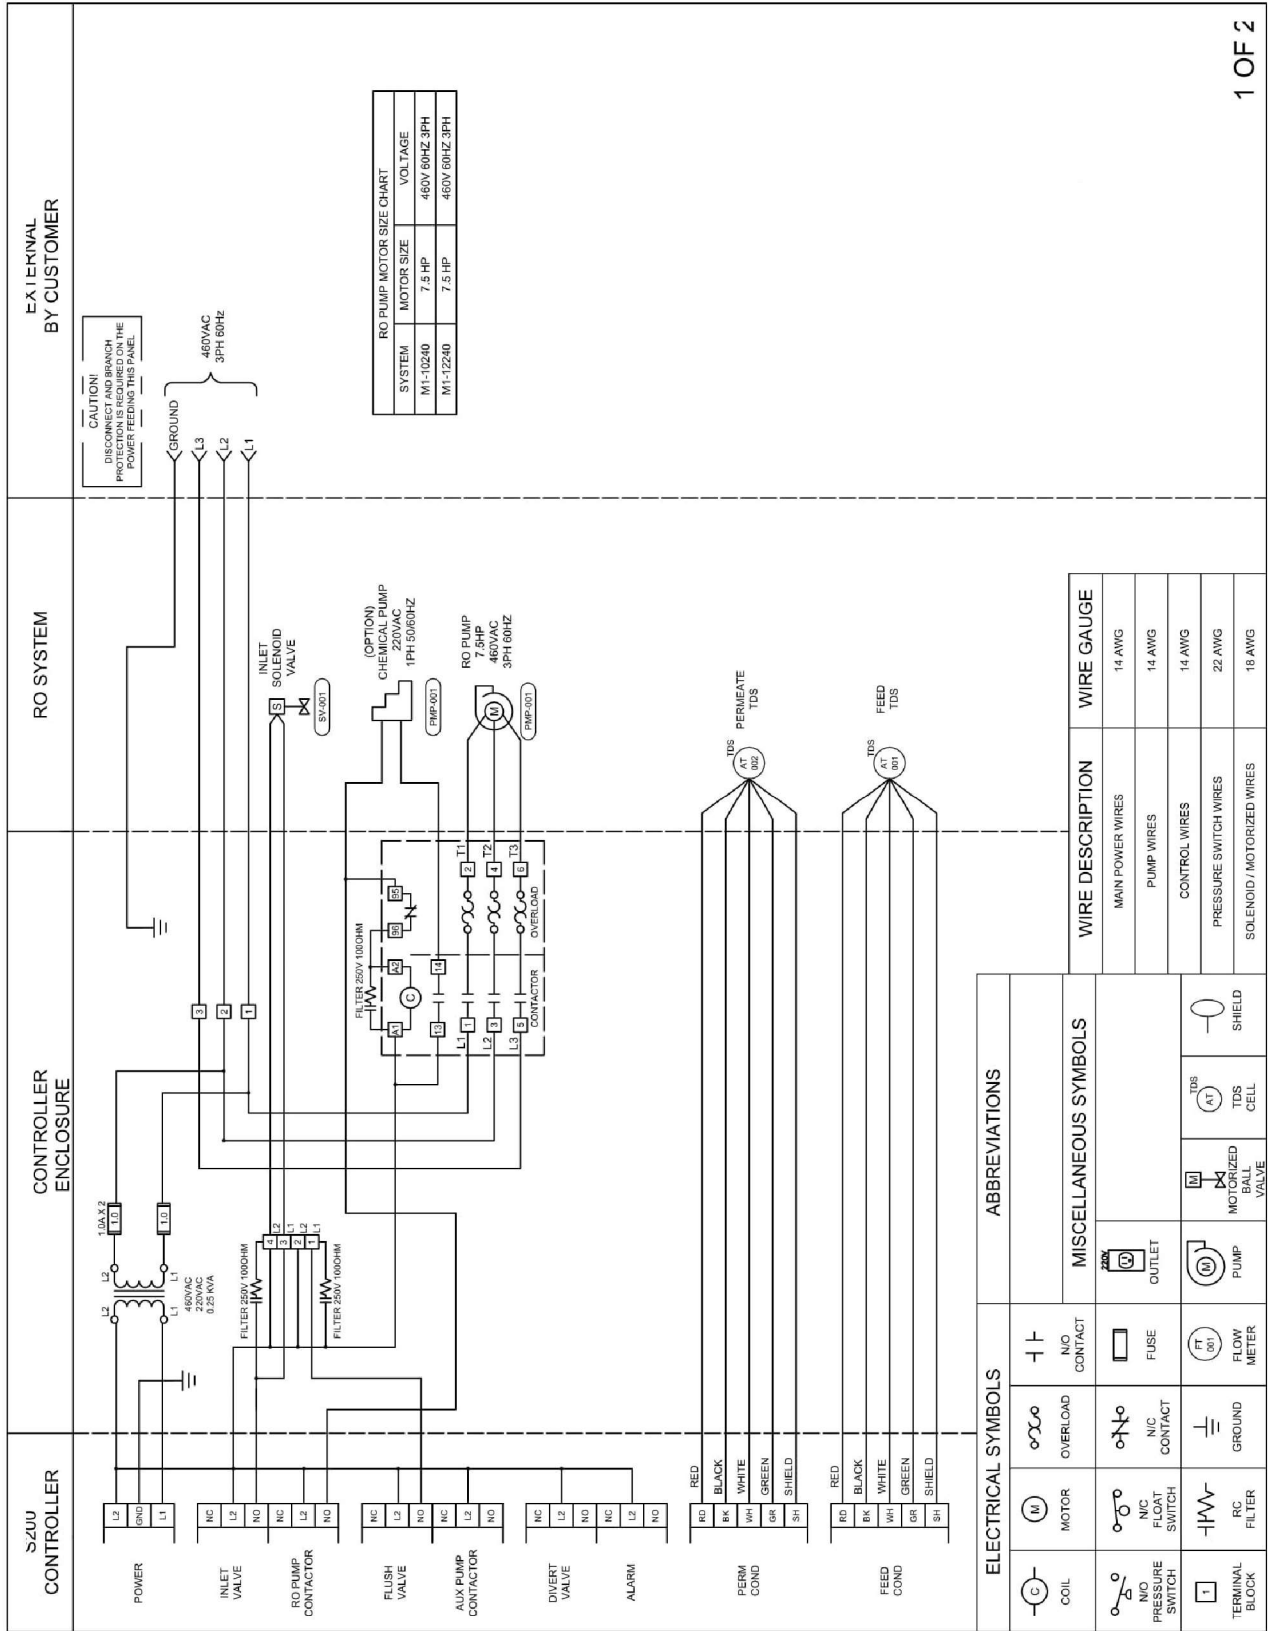 S200
CONTROLLER
CONTROLLER
ENCLOSURE
RO SYSTEM
EXTERNAL
BY CUSTOMER
CAUTION!
DISCONNECT AND BRANCH
PROTECTION IS REQUIRED ON THE
POWER FEEDING THIS PANEL
GROUND
L3
L2
L1
460VAC
3PH 60Hz
POWER
L2
GND
L1
L2
L1
L2
L1
460VAC
220VAC
0.25 KVA
1.0A X 2
1.0
1.0
3
2
1
INLET
VALVE
NC
L2
NO
RO PUMP
CONTACTOR
NC
L2
NO
FLUSH
VALVE
NC
L2
NO
AUX PUMP
CONTACTOR
NC
L2
NO
DIVERT
VALVE
NC
L2
NO
ALARM
NC
L2
NO
FILTER 250V 100OHM
4
3
2
1
L2
L1
L2
L1
FILTER 250V 100OHM
INLET
SOLENOID
VALVE
S
SV-001
(OPTION)
CHEMICAL PUMP
220VAC
1PH 50/60HZ
PMP-001
RO PUMP
7.5HP
460VAC
3PH 60HZ
M
PMP-001
FILTER 250V 100OHM
A1
C
A2
96
95
13
14
L1
1
2
T1
L2
3
4
T2
L3
5
6
T3
CONTACTOR
OVERLOAD
RO PUMP MOTOR SIZE CHART
SYSTEM
MOTOR SIZE
VOLTAGE
M1-10240
7.5 HP
460V 60HZ 3PH
M1-12240
7.5 HP
460V 60HZ 3PH
PERM
COND
RD
BK
WH
GR
SH
RED
BLACK
WHITE
GREEN
SHIELD
TDS
AT
002
PERMEATE
TDS
FEED
COND
RD
BK
WH
GR
SH
RED
BLACK
WHITE
GREEN
SHIELD
TDS
AT
001
FEED
TDS
ELECTRICAL SYMBOLS
C
COIL
M
MOTOR
OVERLOAD
N/O
CONTACT
N/O
PRESSURE
SWITCH
N/C
FLOAT
SWITCH
N/C
CONTACT
FUSE
1
TERMINAL
BLOCK
RC
FILTER
GROUND
FT
001
FLOW
METER
ABBREVIATIONS
MISCELLANEOUS SYMBOLS
220V
OUTLET
M
PUMP
M
MOTORIZED
BALL
VALVE
TDS
AT
TDS
CELL
SHIELD
WIRE DESCRIPTION
WIRE GAUGE
MAIN POWER WIRES
14 AWG
PUMP WIRES
14 AWG
CONTROL WIRES
14 AWG
PRESSURE SWITCH WIRES
22 AWG
SOLENOID / MOTORIZED WIRES
18 AWG
1 OF 2